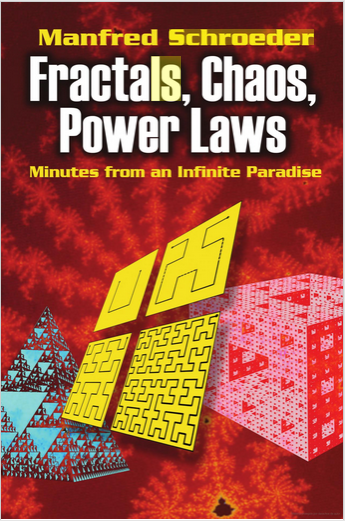 Manfred Schroeder
Fractals, Chaos,
Power Laws
Minutes from an Infinite Paradise